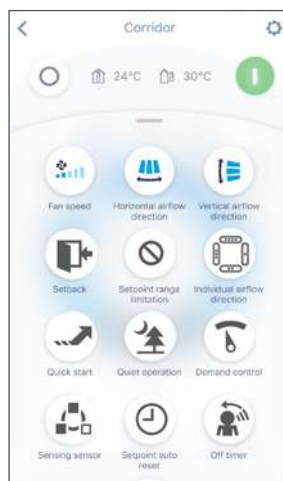 Corridor
24°C 30°C
Fan speed Horizontal airflow Vertical airflow
direction direction
Setback Setpoint range Individual airflow
limitation direction
Quick start Quiet operation Demand control
Sensing sensor Setpoint auto Off timer
reset